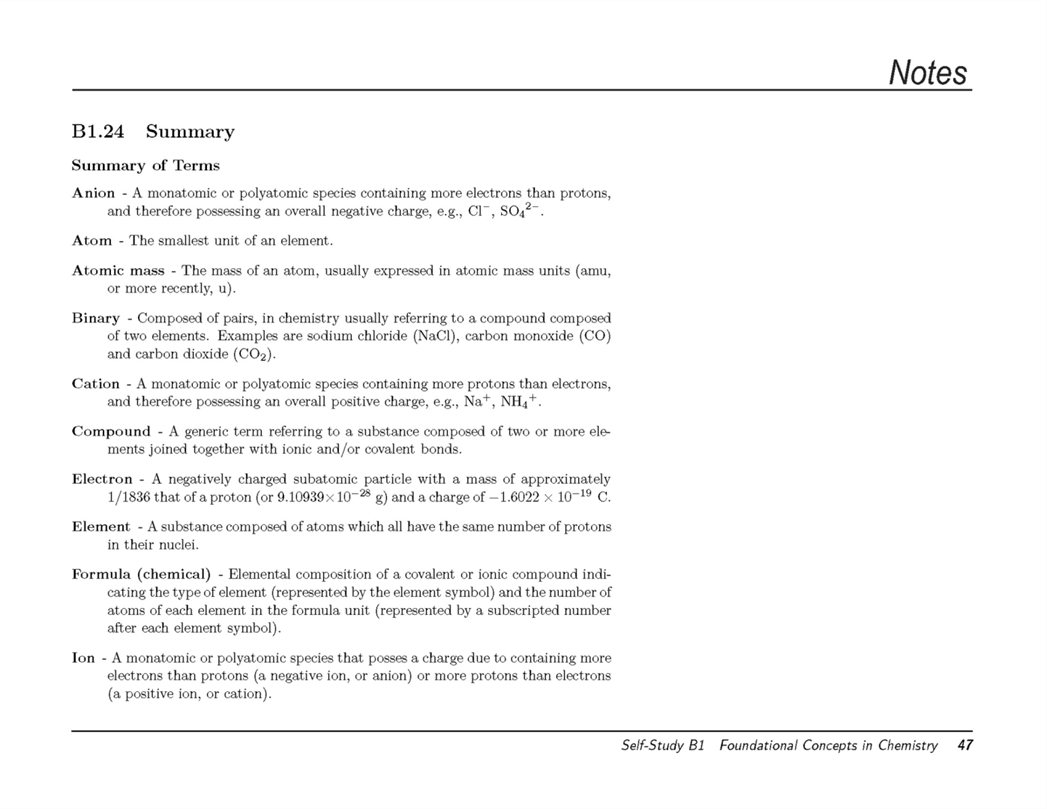 Notes
B1.24 Summary
Summary of Terms
Anion - A monatomic or polyatomic species containing more electrons than protons,
and therefore possessing an overall negative charge, e.g., Cl⁻, SO₄²⁻.
Atom - The smallest unit of an element.
Atomic mass - The mass of an atom, usually expressed in atomic mass units (amu,
or more recently, u).
Binary - Composed of pairs, in chemistry usually referring to a compound composed
of two elements. Examples are sodium chloride (NaCl), carbon monoxide (CO)
and carbon dioxide (CO₂).
Cation - A monatomic or polyatomic species containing more protons than electrons,
and therefore possessing an overall positive charge, e.g., Na⁺, NH₄⁺.
Compound - A generic term referring to a substance composed of two or more ele-
ments joined together with ionic and/or covalent bonds.
Electron - A negatively charged subatomic particle with a mass of approximately
1/1836 that of a proton (or 9.10939×10⁻²⁸ g) and a charge of −1.6022 × 10⁻¹⁹ C.
Element - A substance composed of atoms which all have the same number of protons
in their nuclei.
Formula (chemical) - Elemental composition of a covalent or ionic compound indi-
cating the type of element (represented by the element symbol) and the number of
atoms of each element in the formula unit (represented by a subscripted number
after each element symbol).
Ion - A monatomic or polyatomic species that posses a charge due to containing more
electrons than protons (a negative ion, or anion) or more protons than electrons
(a positive ion, or cation).
Self-Study B1 Foundational Concepts in Chemistry 47